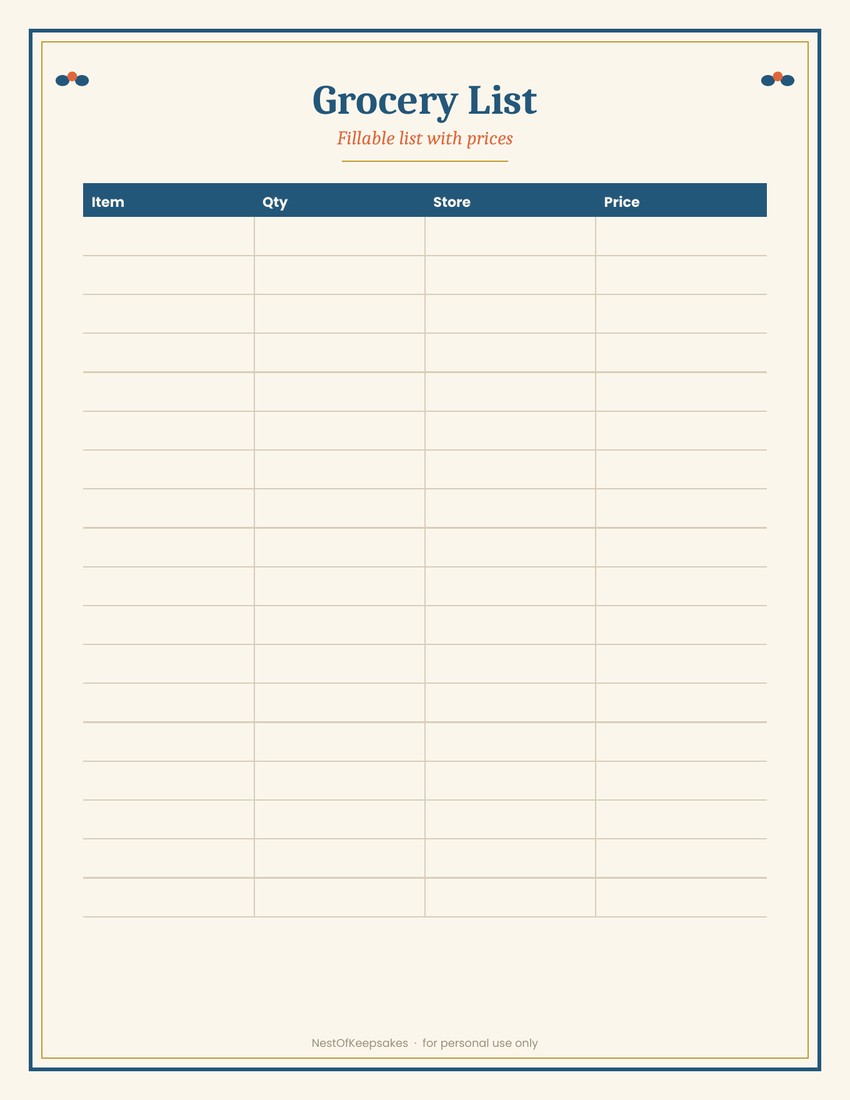 Grocery List
Fillable list with prices
Item Qty Store Price
NestOfKeepsakes · for personal use only